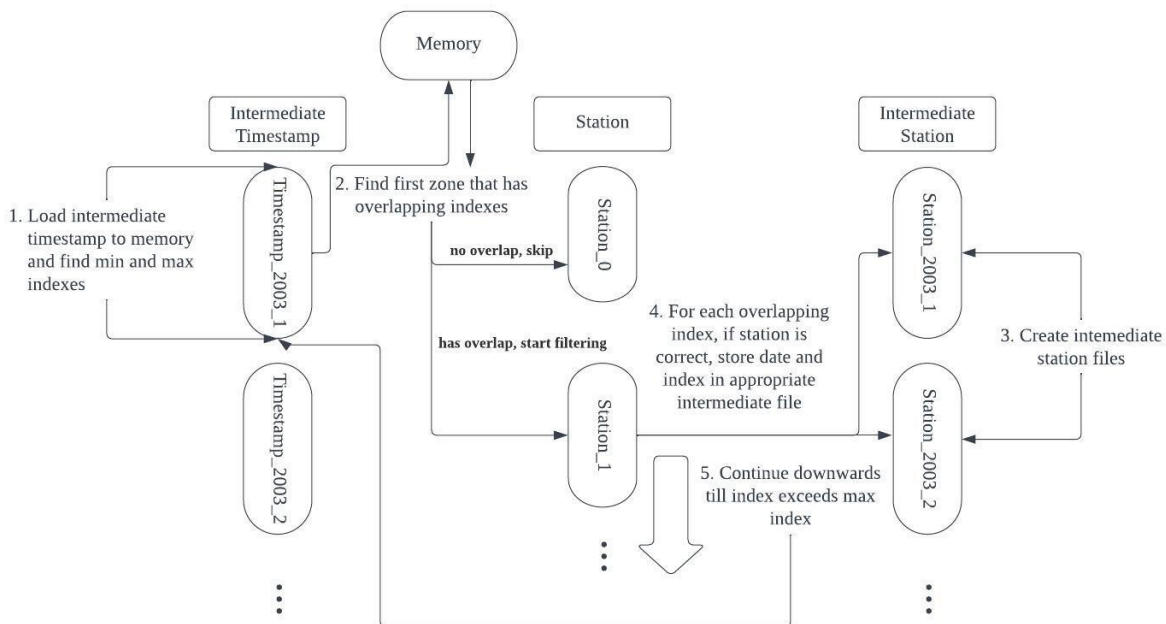 Memory
Intermediate
Timestamp
Station
Intermediate
Station
1. Load intermediate
timestamp to memory
and find min and max
indexes
Timestamp_2003_1
Timestamp_2003_2
2. Find first zone that has
overlapping indexes
no overlap, skip
has overlap, start filtering
Station_0
Station_1
4. For each overlapping
index, if station is
correct, store date and
index in appropriate
intermediate file
5. Continue downwards
till index exceeds max
index
Station_2003_1
Station_2003_2
3. Create intemediate
station files